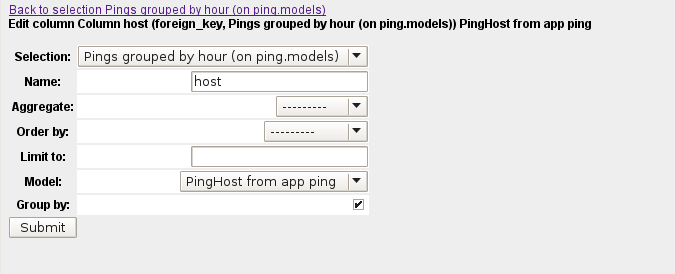 Back to selection Pings grouped by hour (on ping.models)
Edit column Column host (foreign_key, Pings grouped by hour (on ping.models)) PingHost from app ping
Selection: Pings grouped by hour (on ping.models)
Name: host
Aggregate: ---------
Order by: ---------
Limit to:
Model: PingHost from app ping
Group by:
Submit